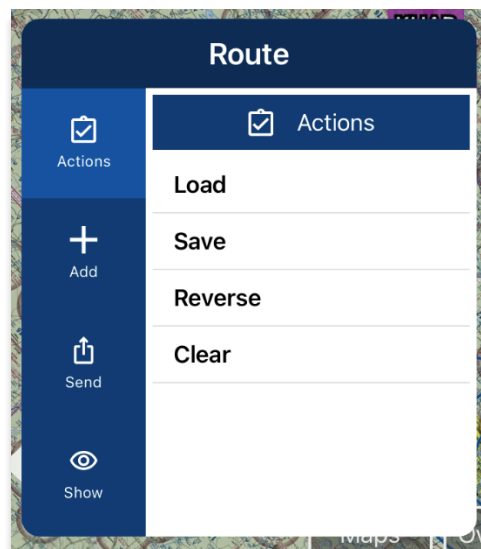 Route
Actions
Actions
Load
Add
Save
Reverse
Send
Clear
Show
Maps